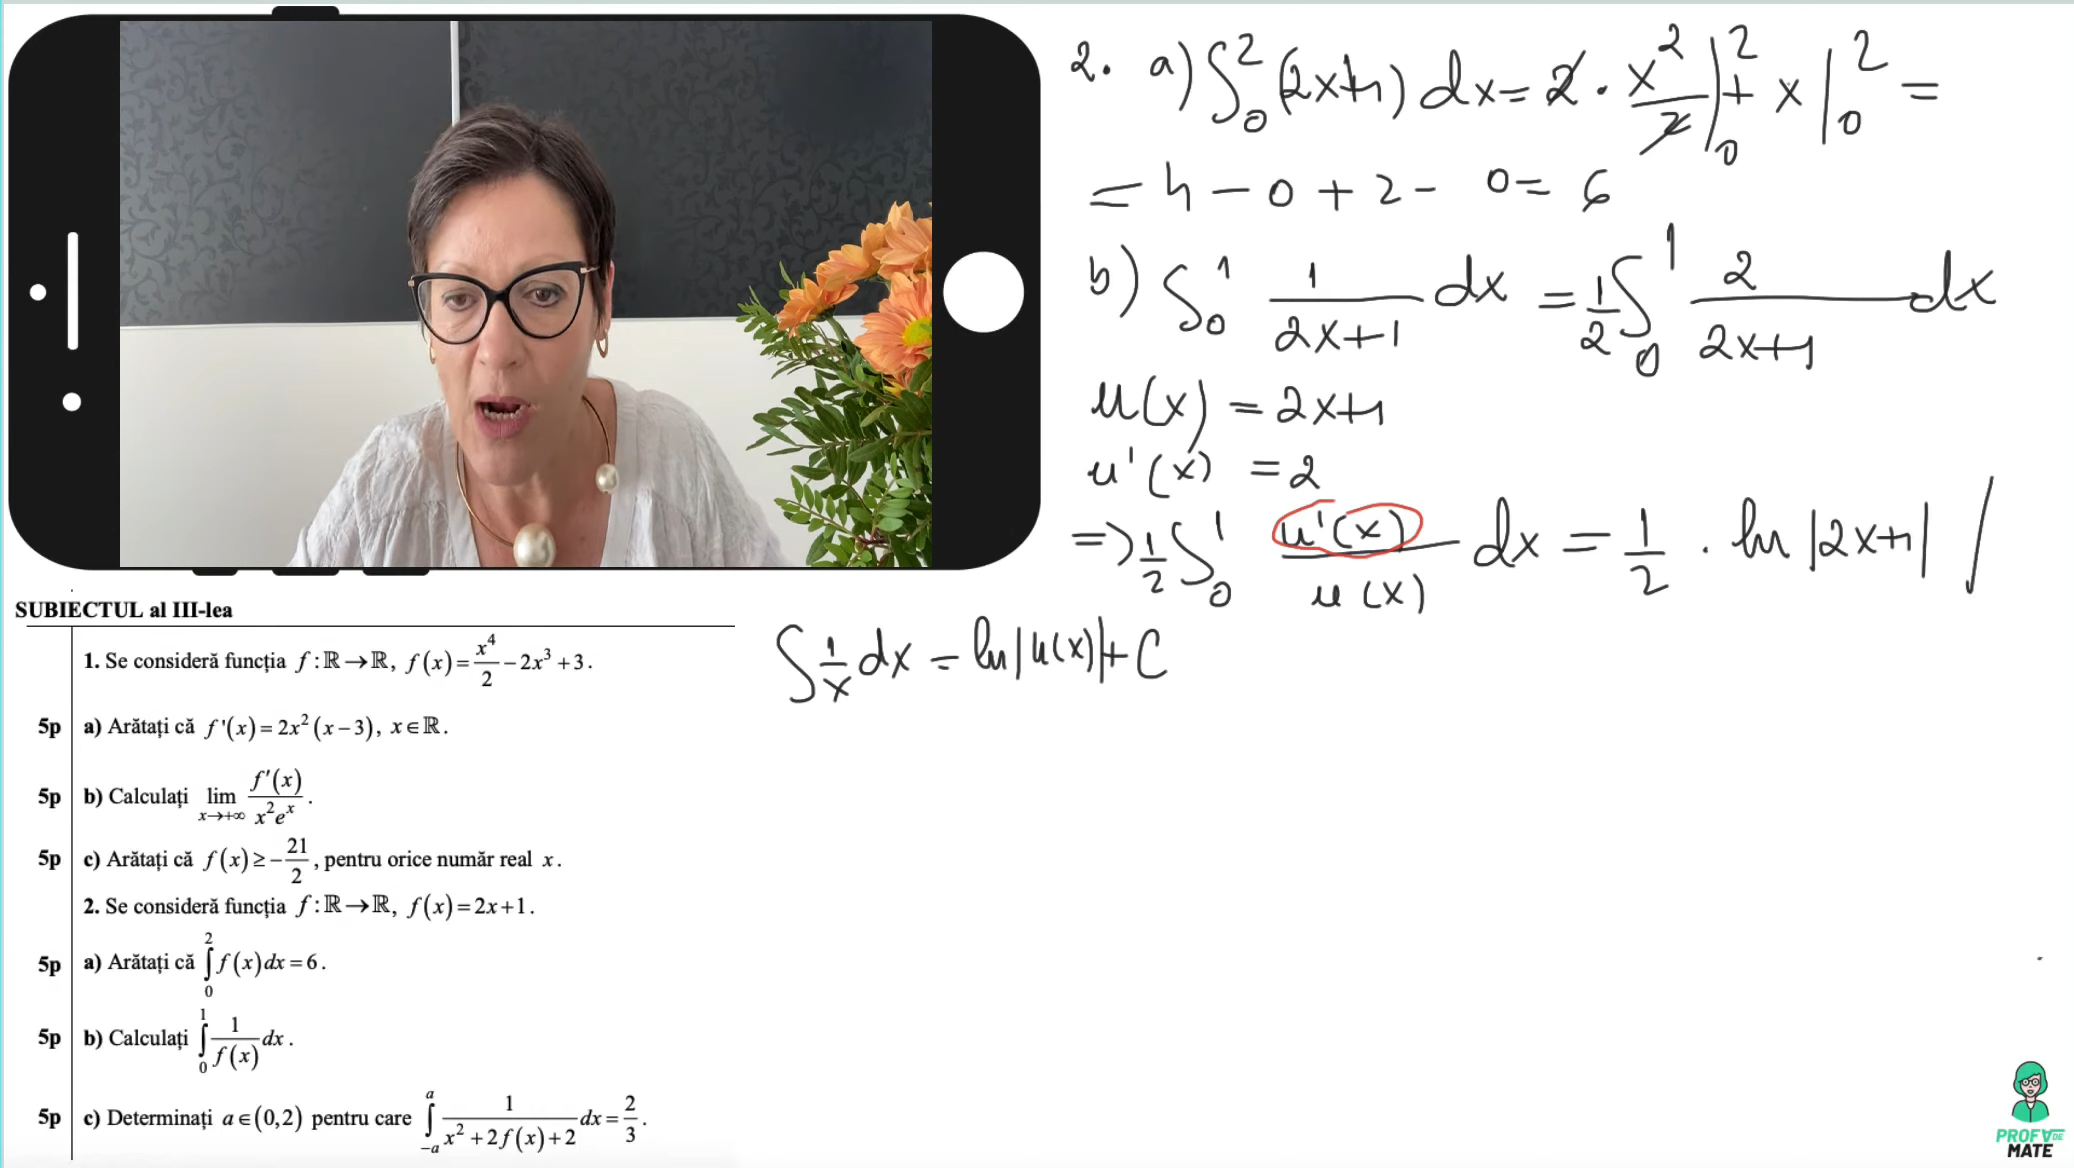 2. a) ∫₀² (2x+1) dx = 2 · x²/2 |₀² + x |₀² =
= 4 - 0 + 2 - 0 = 6
b) ∫₀¹ 1/(2x+1) dx = 1/2 ∫₀¹ 2/(2x+1) dx
u(x) = 2x+1
u'(x) = 2
=> 1/2 ∫₀¹ u'(x)/u(x) dx = 1/2 · ln |2x+1| |
∫ 1/x dx = ln |u(x)| + C
SUBIECTUL al III-lea
1. Se consideră funcția f : ℝ → ℝ, f(x) = x⁴/2 − 2x³ + 3.
5p a) Arătați că f'(x) = 2x²(x − 3), x ∈ ℝ.
5p b) Calculați lim x→+∞ f'(x)/(x²eˣ).
5p c) Arătați că f(x) ≥ −21/2, pentru orice număr real x.
2. Se consideră funcția f : ℝ → ℝ, f(x) = 2x + 1.
5p a) Arătați că ∫₀² f(x) dx = 6.
5p b) Calculați ∫₀¹ 1/f(x) dx.
5p c) Determinați a ∈ (0, 2) pentru care ∫₋ₐᵃ 1/(x² + 2f(x) + 2) dx = 2/3.
PROFA DE
MATE